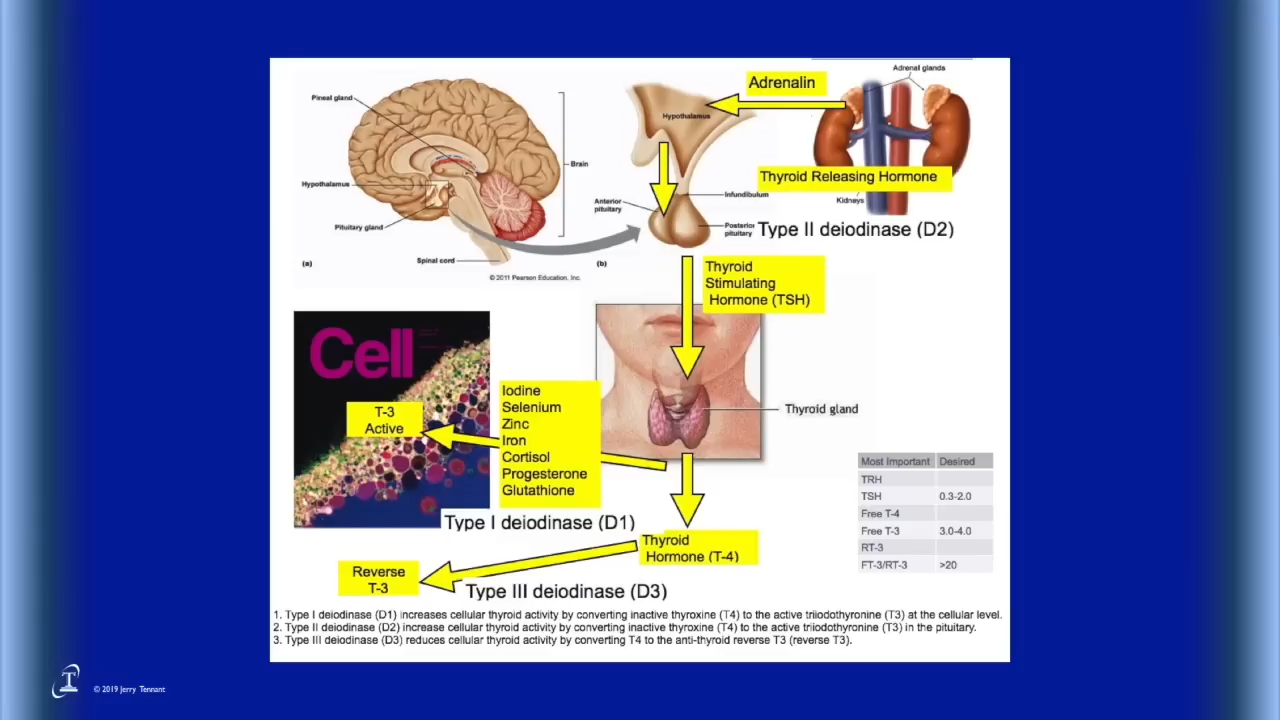 Pineal gland
Hypothalamus
Pituitary gland
Brain
Spinal cord
(a)
© 2011 Pearson Education, Inc.
Hypothalamus
Anterior
pituitary
Infundibulum
Posterior
pituitary
(b)
Adrenalin
Adrenal glands
Thyroid Releasing Hormone
Kidneys
Type II deiodinase (D2)
Thyroid
Stimulating
Hormone (TSH)
Cell
T-3
Active
Iodine
Selenium
Zinc
Iron
Cortisol
Progesterone
Glutathione
Type I deiodinase (D1)
Thyroid gland
Thyroid
Hormone (T-4)
Reverse
T-3
Type III deiodinase (D3)
Most Important Desired
TRH
TSH 0.3-2.0
Free T-4
Free T-3 3.0-4.0
RT-3
FT-3/RT-3 >20
1. Type I deiodinase (D1) increases cellular thyroid activity by converting inactive thyroxine (T4) to the active triiodothyronine (T3) at the cellular level.
2. Type II deiodinase (D2) increase cellular thyroid activity by converting inactive thyroxine (T4) to the active triiodothyronine (T3) in the pituitary.
3. Type III deiodinase (D3) reduces cellular thyroid activity by converting T4 to the anti-thyroid reverse T3 (reverse T3).
T
© 2019 Jerry Tennant